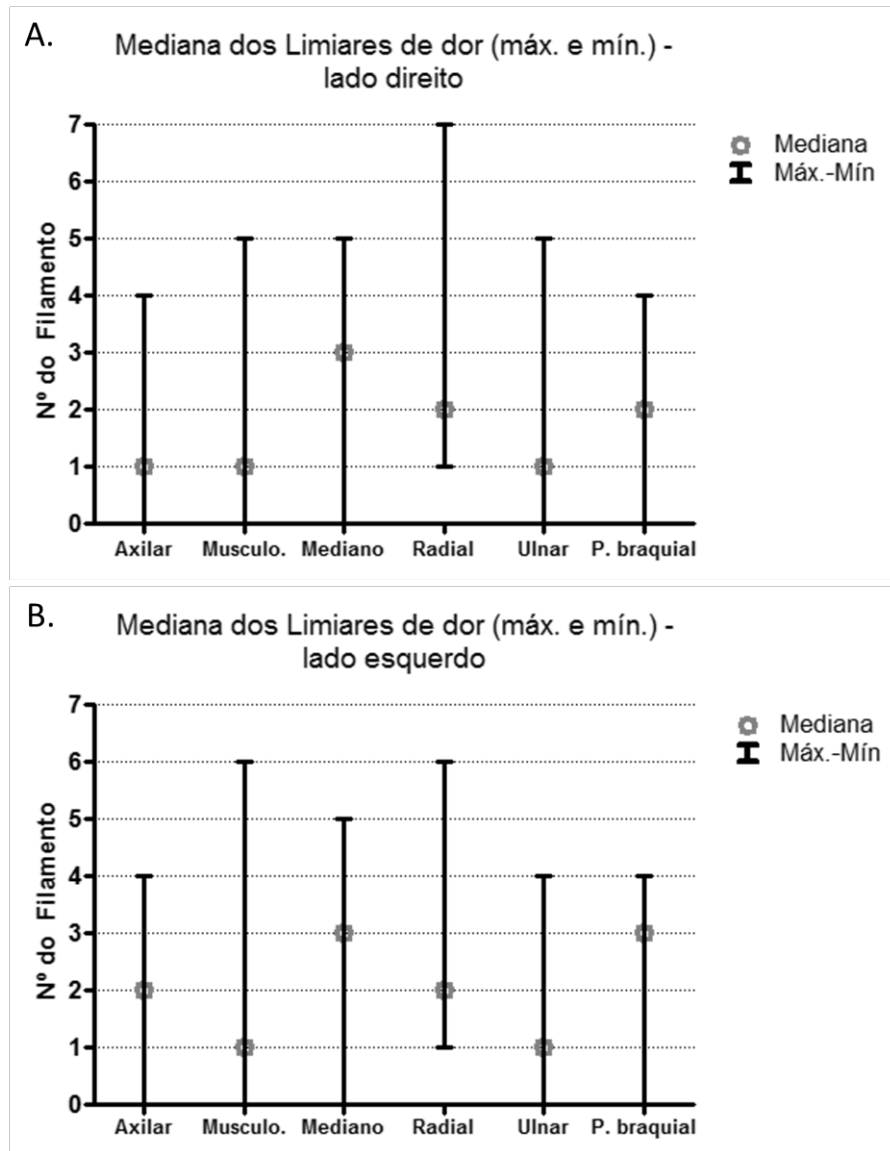 A.
Mediana dos Limiares de dor (máx. e mín.) -
lado direito
Mediana
Máx.-Mín
Nº do Filamento
7
6
5
4
3
2
1
0
Axilar Musculo. Mediano Radial Ulnar P. braquial
B.
Mediana dos Limiares de dor (máx. e mín.) -
lado esquerdo
Mediana
Máx.-Mín
Nº do Filamento
7
6
5
4
3
2
1
0
Axilar Musculo. Mediano Radial Ulnar P. braquial